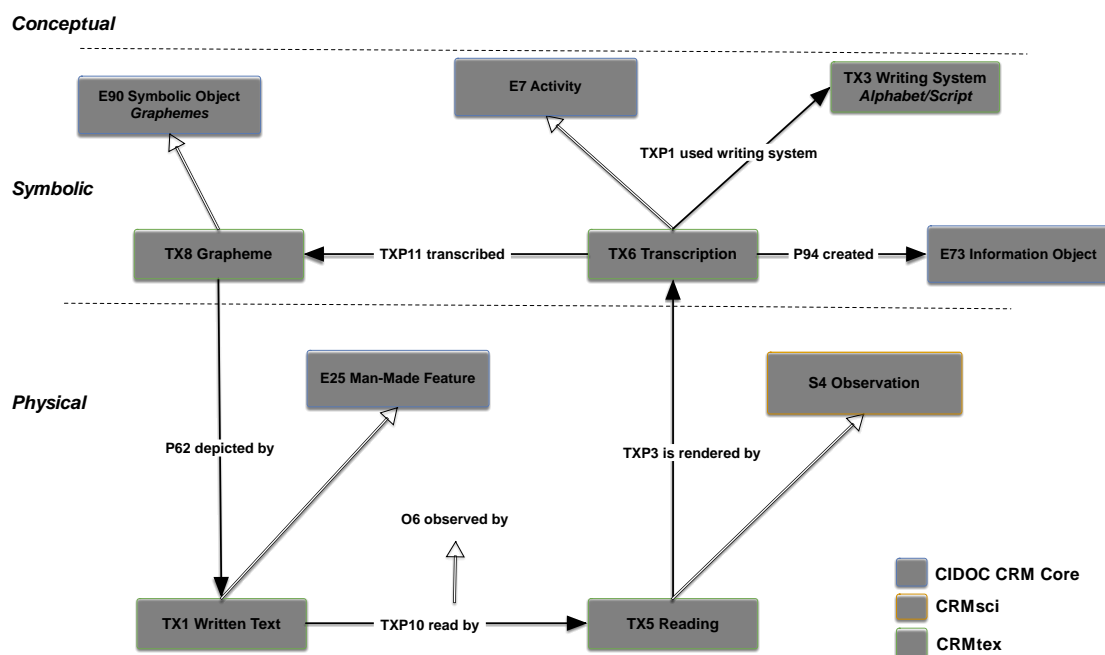 Conceptual
E90 Symbolic Object
Graphemes
E7 Activity
TX3 Writing System
Alphabet/Script
TXP1 used writing system
Symbolic
TX8 Grapheme
TXP11 transcribed
TX6 Transcription
P94 created
E73 Information Object
E25 Man-Made Feature
S4 Observation
Physical
P62 depicted by
TXP3 is rendered by
O6 observed by
TX1 Written Text
TXP10 read by
TX5 Reading
CIDOC CRM Core
CRMsci
CRMtex